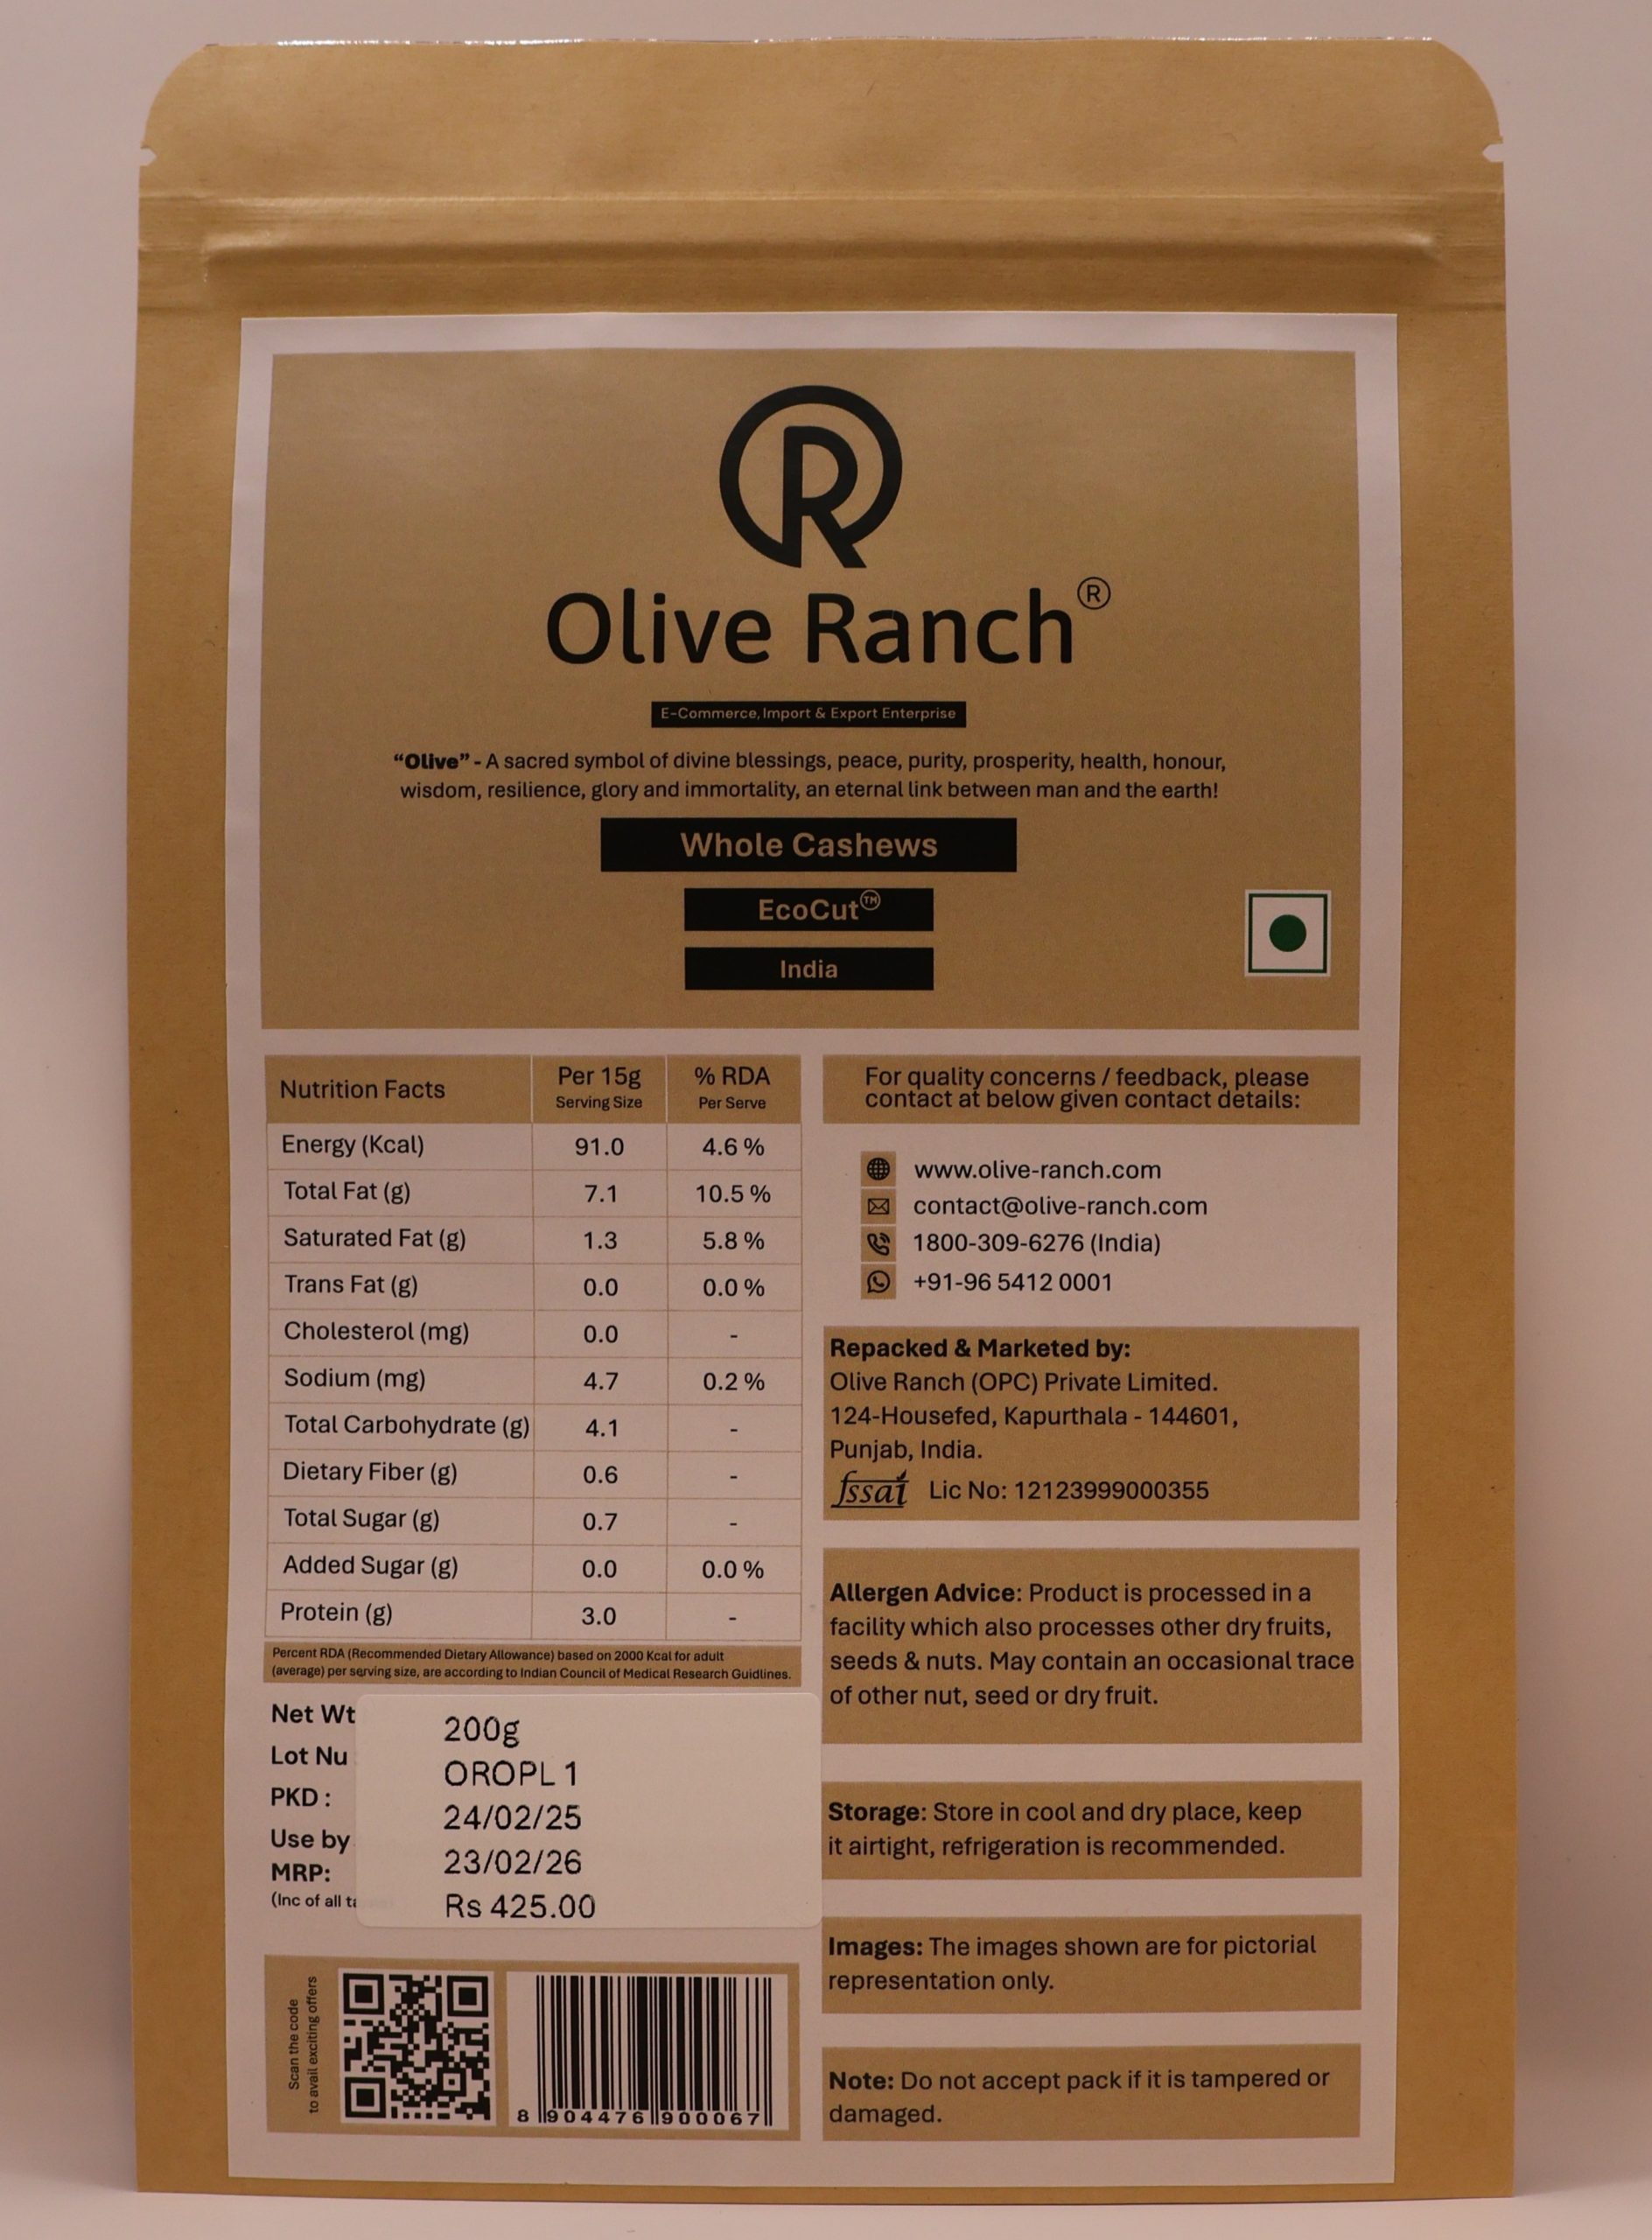 R
Olive Ranch®
E-Commerce, Import & Export Enterprise
“Olive” - A sacred symbol of divine blessings, peace, purity, prosperity, health, honour,
wisdom, resilience, glory and immortality, an eternal link between man and the earth!
Whole Cashews
EcoCut™
India
Nutrition Facts Per 15g Serving Size % RDA Per Serve
Energy (Kcal) 91.0 4.6 %
Total Fat (g) 7.1 10.5 %
Saturated Fat (g) 1.3 5.8 %
Trans Fat (g) 0.0 0.0 %
Cholesterol (mg) 0.0 -
Sodium (mg) 4.7 0.2 %
Total Carbohydrate (g) 4.1 -
Dietary Fiber (g) 0.6 -
Total Sugar (g) 0.7 -
Added Sugar (g) 0.0 0.0 %
Protein (g) 3.0 -
Percent RDA (Recommended Dietary Allowance) based on 2000 Kcal for adult
(average) per serving size, are according to Indian Council of Medical Research Guidlines.
Net Wt 200g
Lot Nu OROPL 1
PKD : 24/02/25
Use by 23/02/26
MRP: Rs 425.00
(Inc of all ta
Scan the code
to avail exciting offers
8 904476 900067
For quality concerns / feedback, please
contact at below given contact details:
www.olive-ranch.com
contact@olive-ranch.com
1800-309-6276 (India)
+91-96 5412 0001
Repacked & Marketed by:
Olive Ranch (OPC) Private Limited.
124-Housefed, Kapurthala - 144601,
Punjab, India.
fssai Lic No: 12123999000355
Allergen Advice: Product is processed in a
facility which also processes other dry fruits,
seeds & nuts. May contain an occasional trace
of other nut, seed or dry fruit.
Storage: Store in cool and dry place, keep
it airtight, refrigeration is recommended.
Images: The images shown are for pictorial
representation only.
Note: Do not accept pack if it is tampered or
damaged.